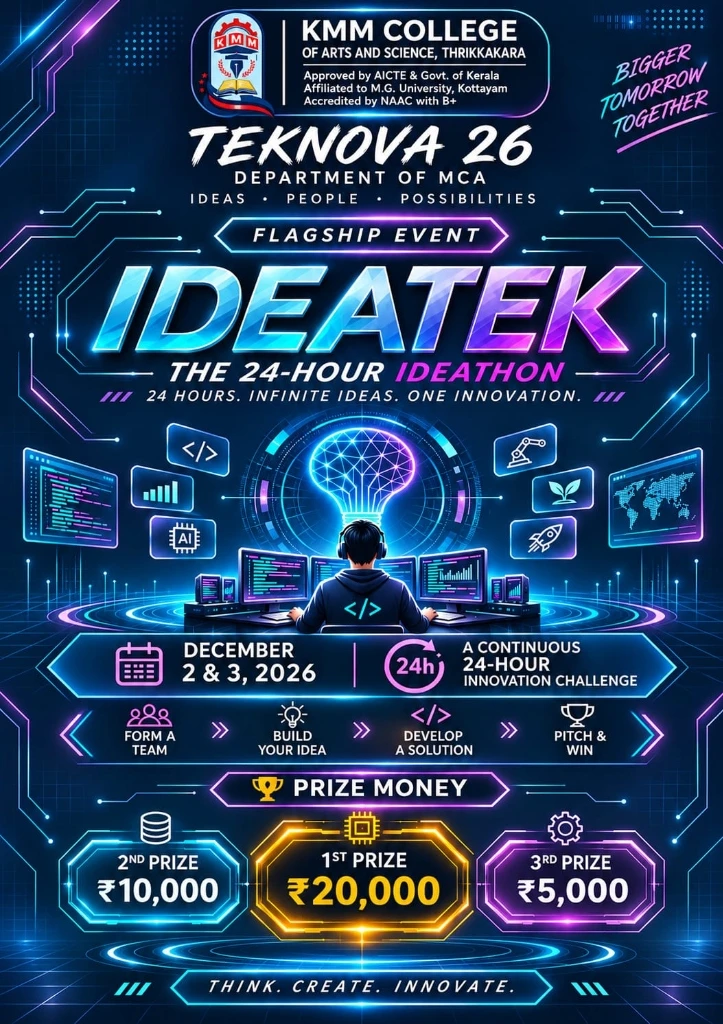 KMM
KMM COLLEGE
OF ARTS AND SCIENCE, THRIKKAKARA
Approved by AICTE & Govt. of Kerala
Affiliated to M.G. University, Kottayam
Accredited by NAAC with B+
BIGGER
TOMORROW
TOGETHER
TEKNOVA 26
DEPARTMENT OF MCA
IDEAS • PEOPLE • POSSIBILITIES
FLAGSHIP EVENT
IDEATEK
THE 24-HOUR IDEATHON
24 HOURS. INFINITE IDEAS. ONE INNOVATION.
</>
AI
</>
DECEMBER
2 & 3, 2026
24h
A CONTINUOUS
24-HOUR
INNOVATION CHALLENGE
FORM A
TEAM
BUILD
YOUR IDEA
</>
DEVELOP
A SOLUTION
PITCH &
WIN
PRIZE MONEY
2ND PRIZE
₹10,000
1ST PRIZE
₹20,000
3RD PRIZE
₹5,000
THINK. CREATE. INNOVATE.